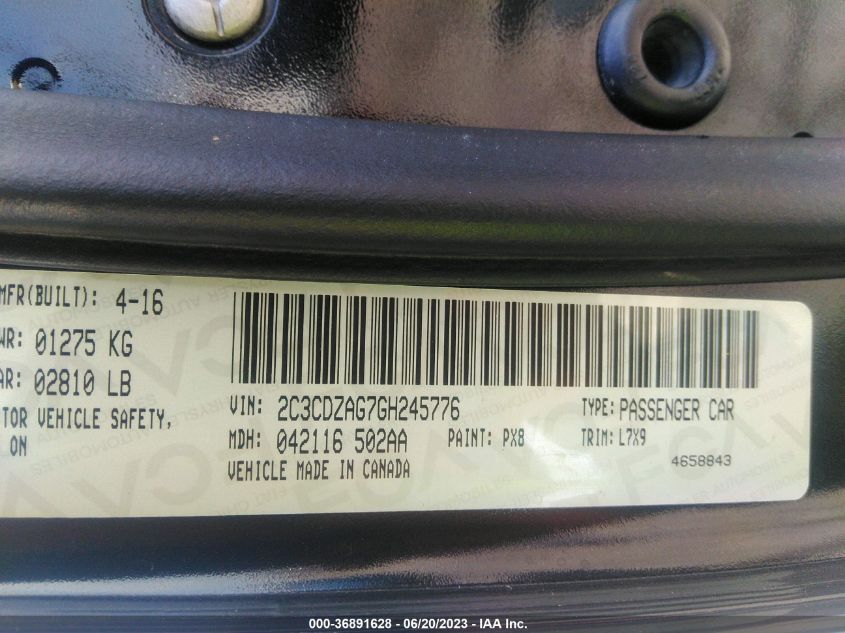 MFR(BUILT): 4-16
WR: 01275 KG
AR: 02810 LB
TOR VEHICLE SAFETY,
ON
VIN: 2C3CDZAG7GH245776 TYPE: PASSENGER CAR
MDH: 042116 502AA PAINT: PX8 TRIM: L7X9
VEHICLE MADE IN CANADA 4658843
000-36891628 - 06/20/2023 - IAA Inc.